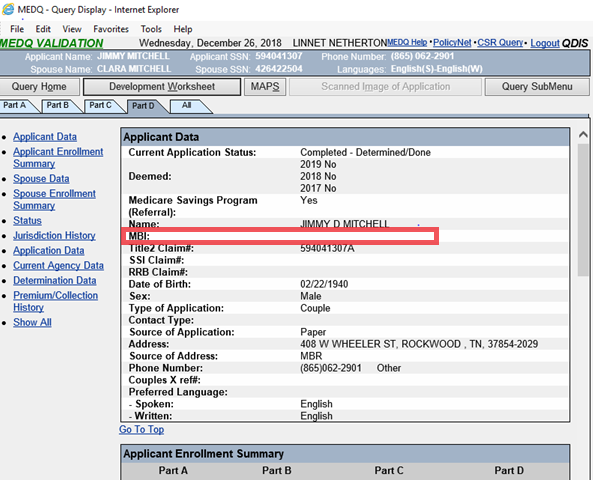 MEDQ - Query Display - Internet Explorer
File Edit View Favorites Tools Help
MEDQ VALIDATION Wednesday, December 26, 2018 LINNET NETHERTON MEDQ Help • PolicyNet • CSR Query • Logout QDIS
Applicant Name: JIMMY MITCHELL Applicant SSN: 594041307 Phone Number: (865) 062-2901
Spouse Name: CLARA MITCHELL Spouse SSN: 426422504 Languages: English(S)-English(W)
Query Home Development Worksheet MAPS Scanned Image of Application Query SubMenu
Part A Part B Part C Part D All
• Applicant Data
• Applicant Enrollment
Summary
• Spouse Data
• Spouse Enrollment
Summary
• Status
• Jurisdiction History
• Application Data
• Current Agency Data
• Determination Data
• Premium/Collection
History
• Show All
Applicant Data
Current Application Status: Completed - Determined/Done
2019 No
Deemed: 2018 No
2017 No
Medicare Savings Program Yes
(Referral):
Name: JIMMY D MITCHELL
MBI:
Title2 Claim#: 594041307A
SSI Claim#:
RRB Claim#:
Date of Birth: 02/22/1940
Sex: Male
Type of Application: Couple
Contact Type:
Source of Application: Paper
Address: 408 W WHEELER ST, ROCKWOOD , TN, 37854-2029
Source of Address: MBR
Phone Number: (865)062-2901 Other
Couples X ref#:
Preferred Language:
- Spoken: English
- Written: English
Go To Top
Applicant Enrollment Summary
Part A Part B Part C Part D